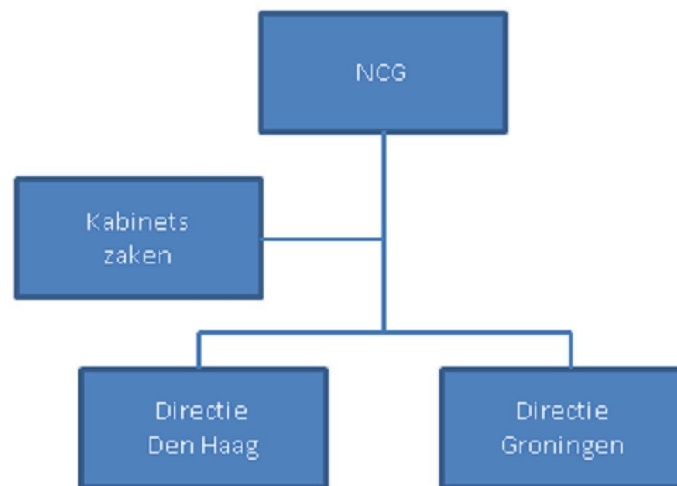 NCG
Kabinets
zaken
Directie
Den Haag
Directie
Groningen